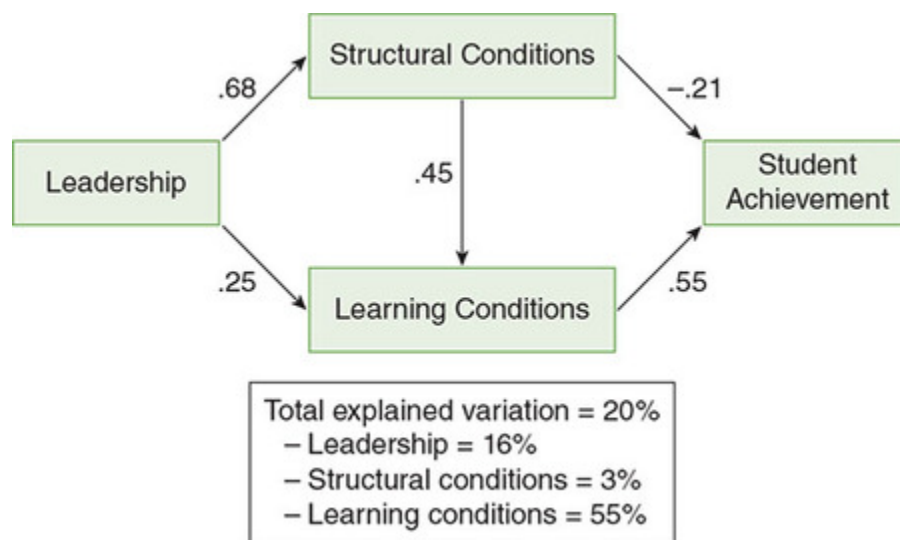 Structural Conditions
.68
–.21
Leadership
.45
Student
Achievement
.25
.55
Learning Conditions
Total explained variation = 20%
– Leadership = 16%
– Structural conditions = 3%
– Learning conditions = 55%